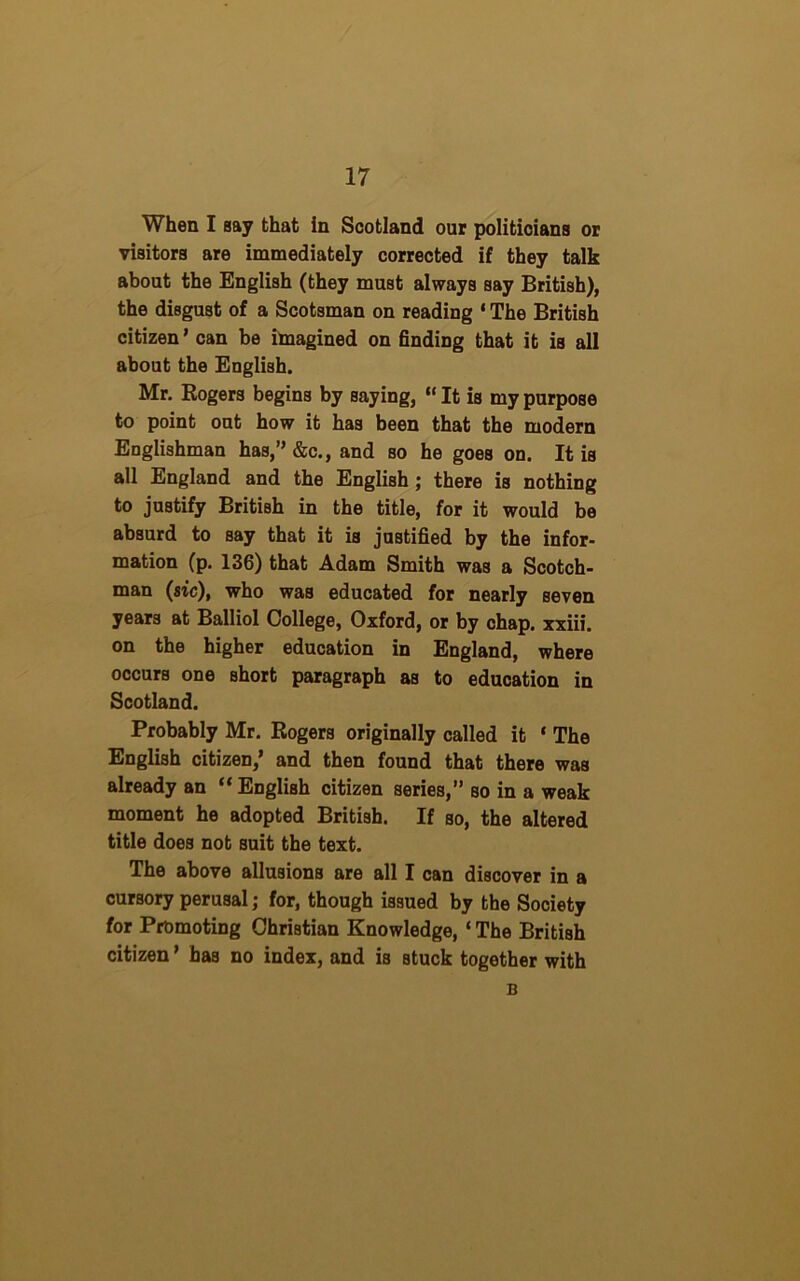 17
When I say that in Scotland our politicians or
visitors are immediately corrected if they talk
about the English (they must always say British),
the disgust of a Scotsman on reading ‘The British
citizen’ can be imagined on finding that it is all
about the English.
Mr. Rogers begins by saying, “It is my purpose
to point out how it has been that the modern
Englishman has,” &c., and so he goes on. It is
all England and the English; there is nothing
to justify British in the title, for it would be
absurd to say that it is justified by the infor-
mation (p. 136) that Adam Smith was a Scotch-
man (sic), who was educated for nearly seven
years at Balliol College, Oxford, or by chap. xxiii.
on the higher education in England, where
occurs one short paragraph as to education in
Scotland.
Probably Mr. Rogers originally called it ‘The
English citizen,’ and then found that there was
already an “English citizen series,” so in a weak
moment he adopted British. If so, the altered
title does not suit the text.
The above allusions are all I can discover in a
cursory perusal; for, though issued by the Society
for Promoting Christian Knowledge, ‘The British
citizen’ has no index, and is stuck together with
B